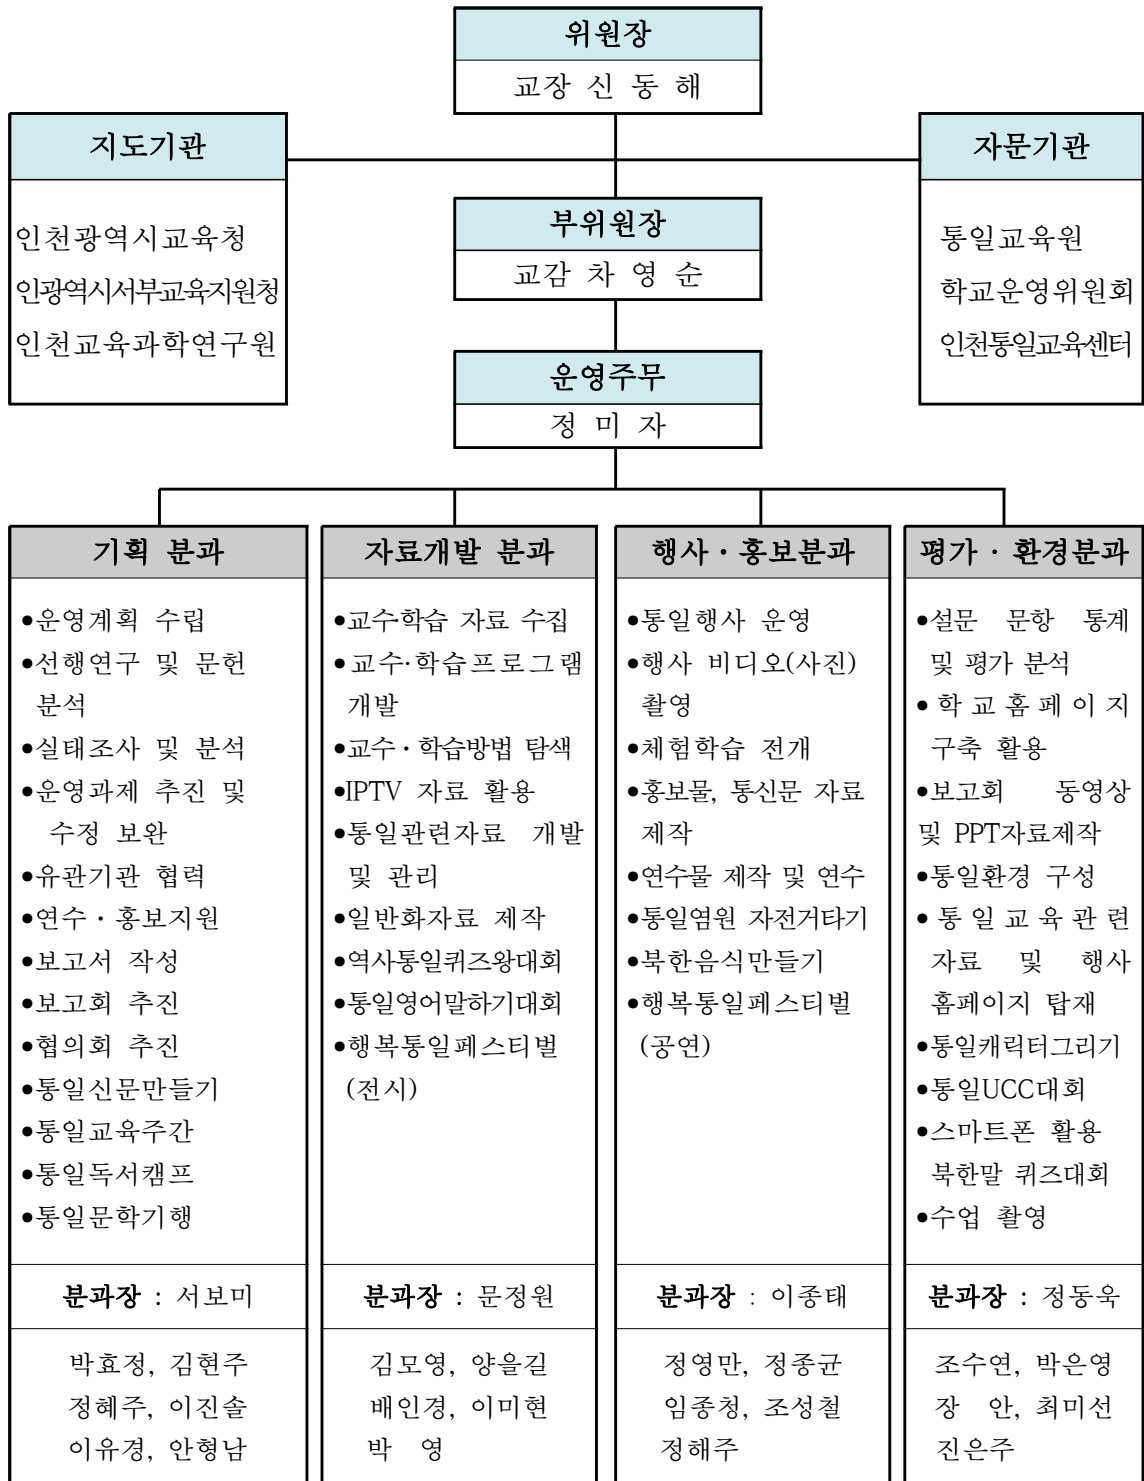 위원장
교장 신 동 해
지도기관
인천광역시교육청
인광역시서부교육지원청
인천교육과학연구원
자문기관
통일교육원
학교운영위원회
인천통일교육센터
부위원장
교감 차 영 순
운영주무
정 미 자
기획 분과
●운영계획 수립
●선행연구 및 문헌
분석
●실태조사 및 분석
●운영과제 추진 및
수정 보완
●유관기관 협력
●연수·홍보지원
●보고서 작성
●보고회 추진
●협의회 추진
●통일신문만들기
●통일교육주간
●통일독서캠프
●통일문학기행
분과장 : 서보미
박효정, 김현주
정혜주, 이진솔
이유경, 안형남
자료개발 분과
●교수학습 자료 수집
●교수·학습프로그램
개발
●교수·학습방법 탐색
●IPTV 자료 활용
●통일관련자료 개발
및 관리
●일반화자료 제작
●역사통일퀴즈왕대회
●통일영어말하기대회
●행복통일페스티벌
(전시)
분과장 : 문정원
김모영, 양을길
배인경, 이미현
박 영
행사·홍보분과
●통일행사 운영
●행사 비디오(사진)
촬영
●체험학습 전개
●홍보물, 통신문 자료
제작
●연수물 제작 및 연수
●통일염원 자전거타기
●북한음식만들기
●행복통일페스티벌
(공연)
분과장 : 이종태
정영만, 정종균
임종청, 조성철
정해주
평가·환경분과
●설문 문항 통계
및 평가 분석
●학교홈페이지
구축 활용
●보고회 동영상
및 PPT자료제작
●통일환경 구성
●통일교육관련
자료 및 행사
홈페이지 탑재
●통일캐릭터그리기
●통일UCC대회
●스마트폰 활용
북한말 퀴즈대회
●수업 촬영
분과장 : 정동욱
조수연, 박은영
장 안, 최미선
진은주